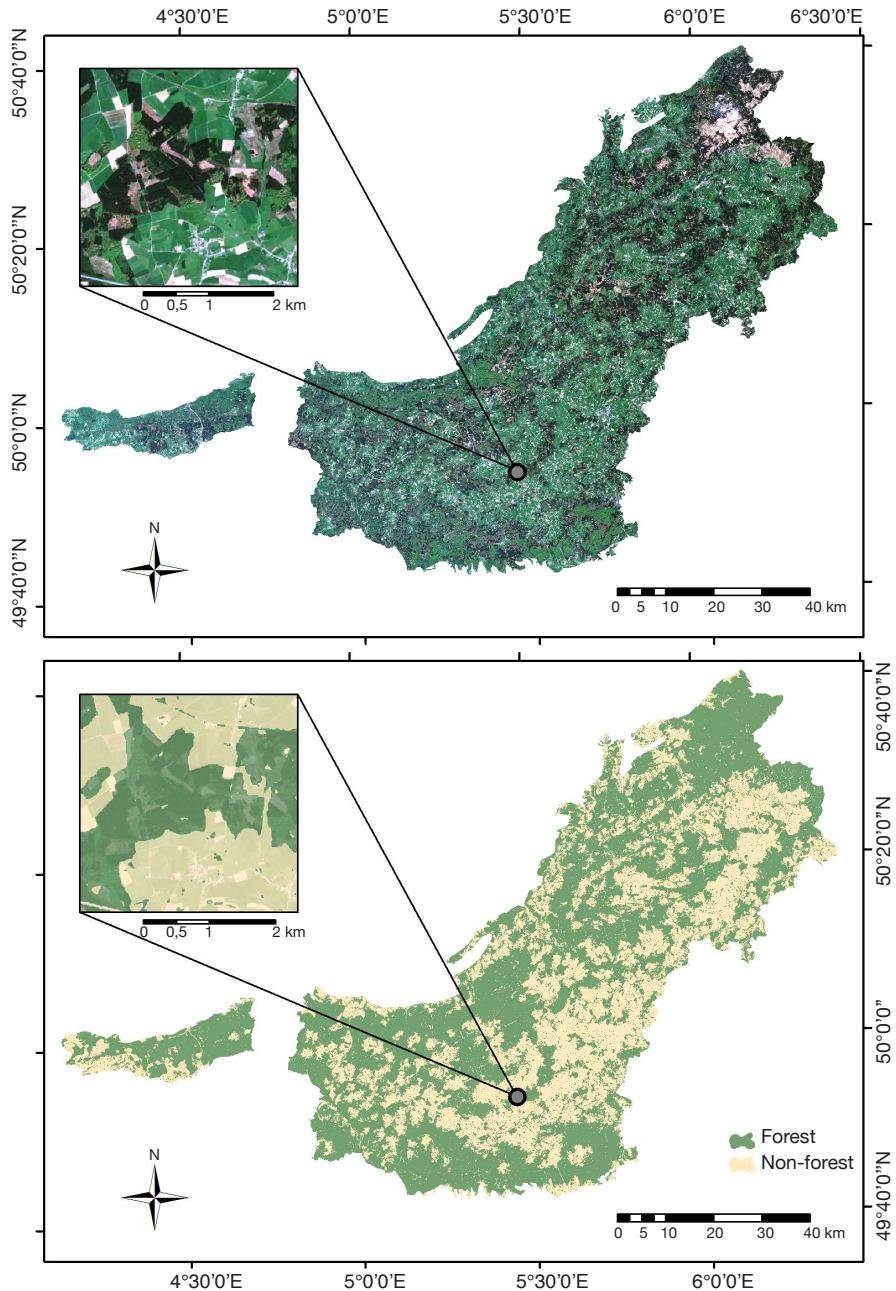 4°30’0”E 5°00’0”E 5°30’0”E 6°00’0”E 6°30’0”E
50°40’0”N
50°20’0”N
50°0’0”N
49°40’0”N
0 0,5 1 2 km
N
0 5 10 20 30 40 km
50°40’0”N
50°20’0”N
50°0’0”
49°40’0”N
0 0,5 1 2 km
Forest
Non-forest
N
0 5 10 20 30 40 km
4°30’0”E 5°0’0”E 5°30’0”E 6°0’0”E